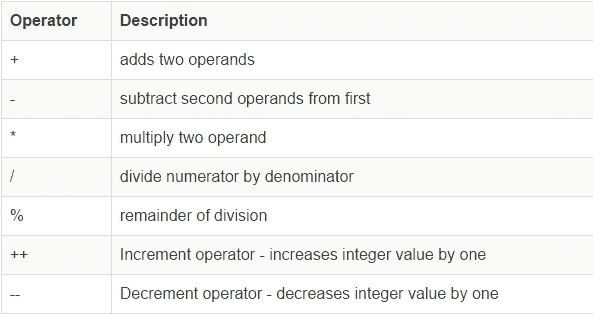 Operator Description
+ adds two operands
- subtract second operands from first
* multiply two operand
/ divide numerator by denominator
% remainder of division
++ Increment operator - increases integer value by one
-- Decrement operator - decreases integer value by one